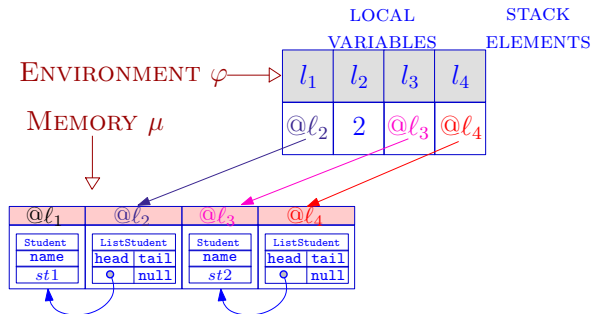 LOCAL VARIABLES
STACK ELEMENTS
ENVIRONMENT φ
l1 l2 l3 l4
@ℓ2 2 @ℓ3 @ℓ4
MEMORY μ
@ℓ1 @ℓ2 @ℓ3 @ℓ4
Student ListStudent Student ListStudent
name head tail name head tail
st1 null st2 null